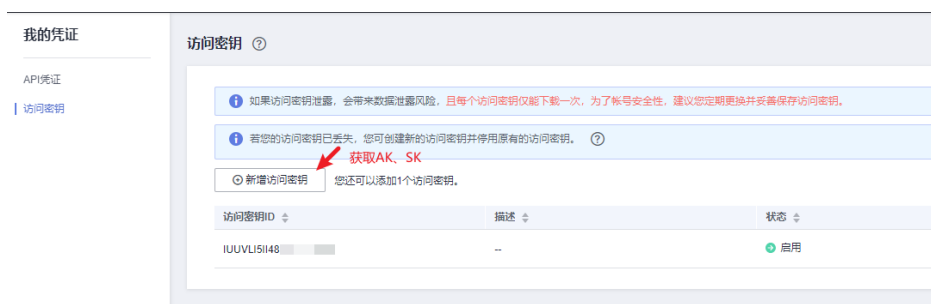 我的凭证
API凭证
访问密钥
访问密钥
如果访问密钥泄露，会带来数据泄露风险，且每个访问密钥仅能下载一次，为了帐号安全性，建议您定期更换并妥善保存访问密钥。
若您的访问密钥已丢失，您可创建新的访问密钥并停用原有的访问密钥。
获取AK、SK
新增访问密钥 您还可以添加1个访问密钥。
访问密钥ID 描述 状态
IUUVLI5II48 -- 启用